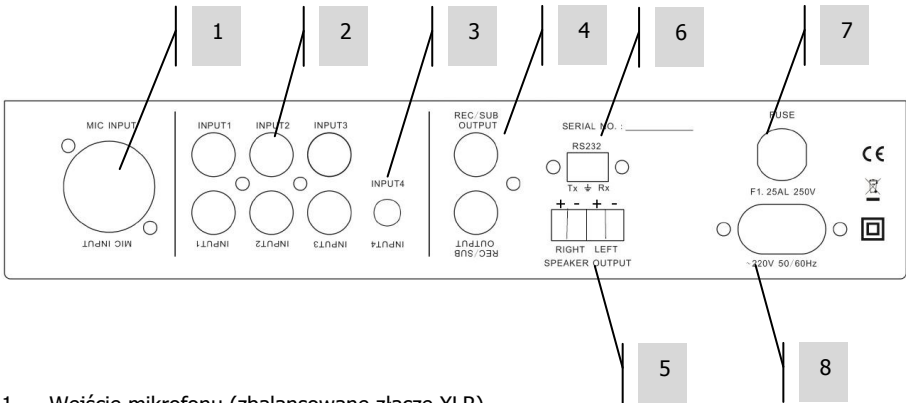 1 2 3 4 6 7
MIC INPUT
INPUT1 INPUT2 INPUT3
REC/SUB
OUTPUT
SERIAL NO. :
FUSE
RS232
INPUT4
Tx Rx
F1. 25AL 250V
CE
+ - + -
MIC INPUT
INPUT1 INPUT2 INPUT3 INPUT4
REC/SUB
OUTPUT
RIGHT LEFT
SPEAKER OUTPUT
~220V 50/60Hz
5 8
1 Wejście mikrofonu (zbalansowane złącze XLR)